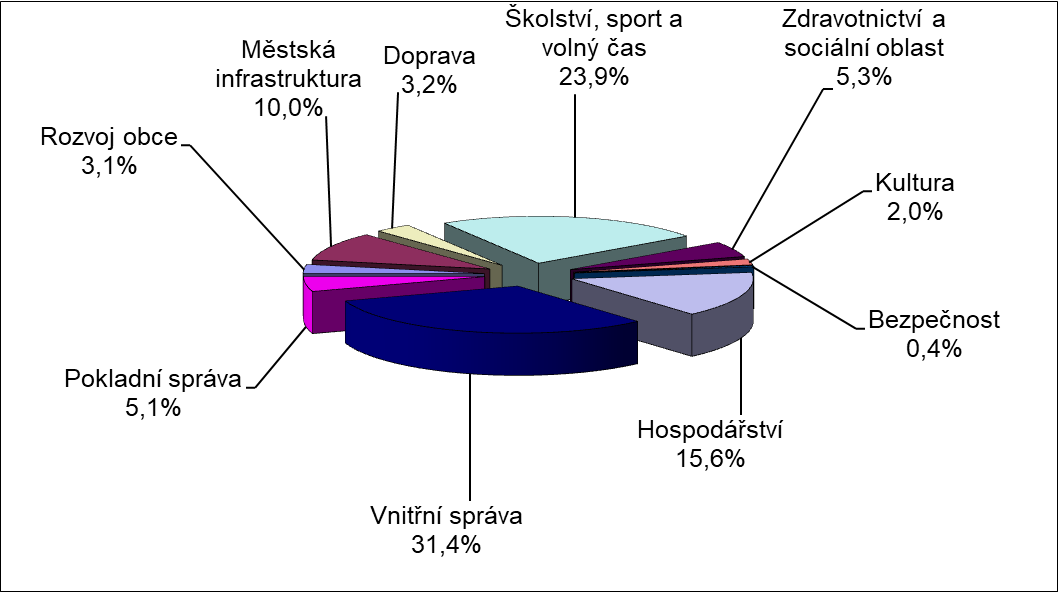 Školství, sport a
volný čas
23,9%
Zdravotnictví a
sociální oblast
5,3%
Městská
infrastruktura
10,0%
Doprava
3,2%
Rozvoj obce
3,1%
Kultura
2,0%
Bezpečnost
0,4%
Pokladní správa
5,1%
Hospodářství
15,6%
Vnitřní správa
31,4%